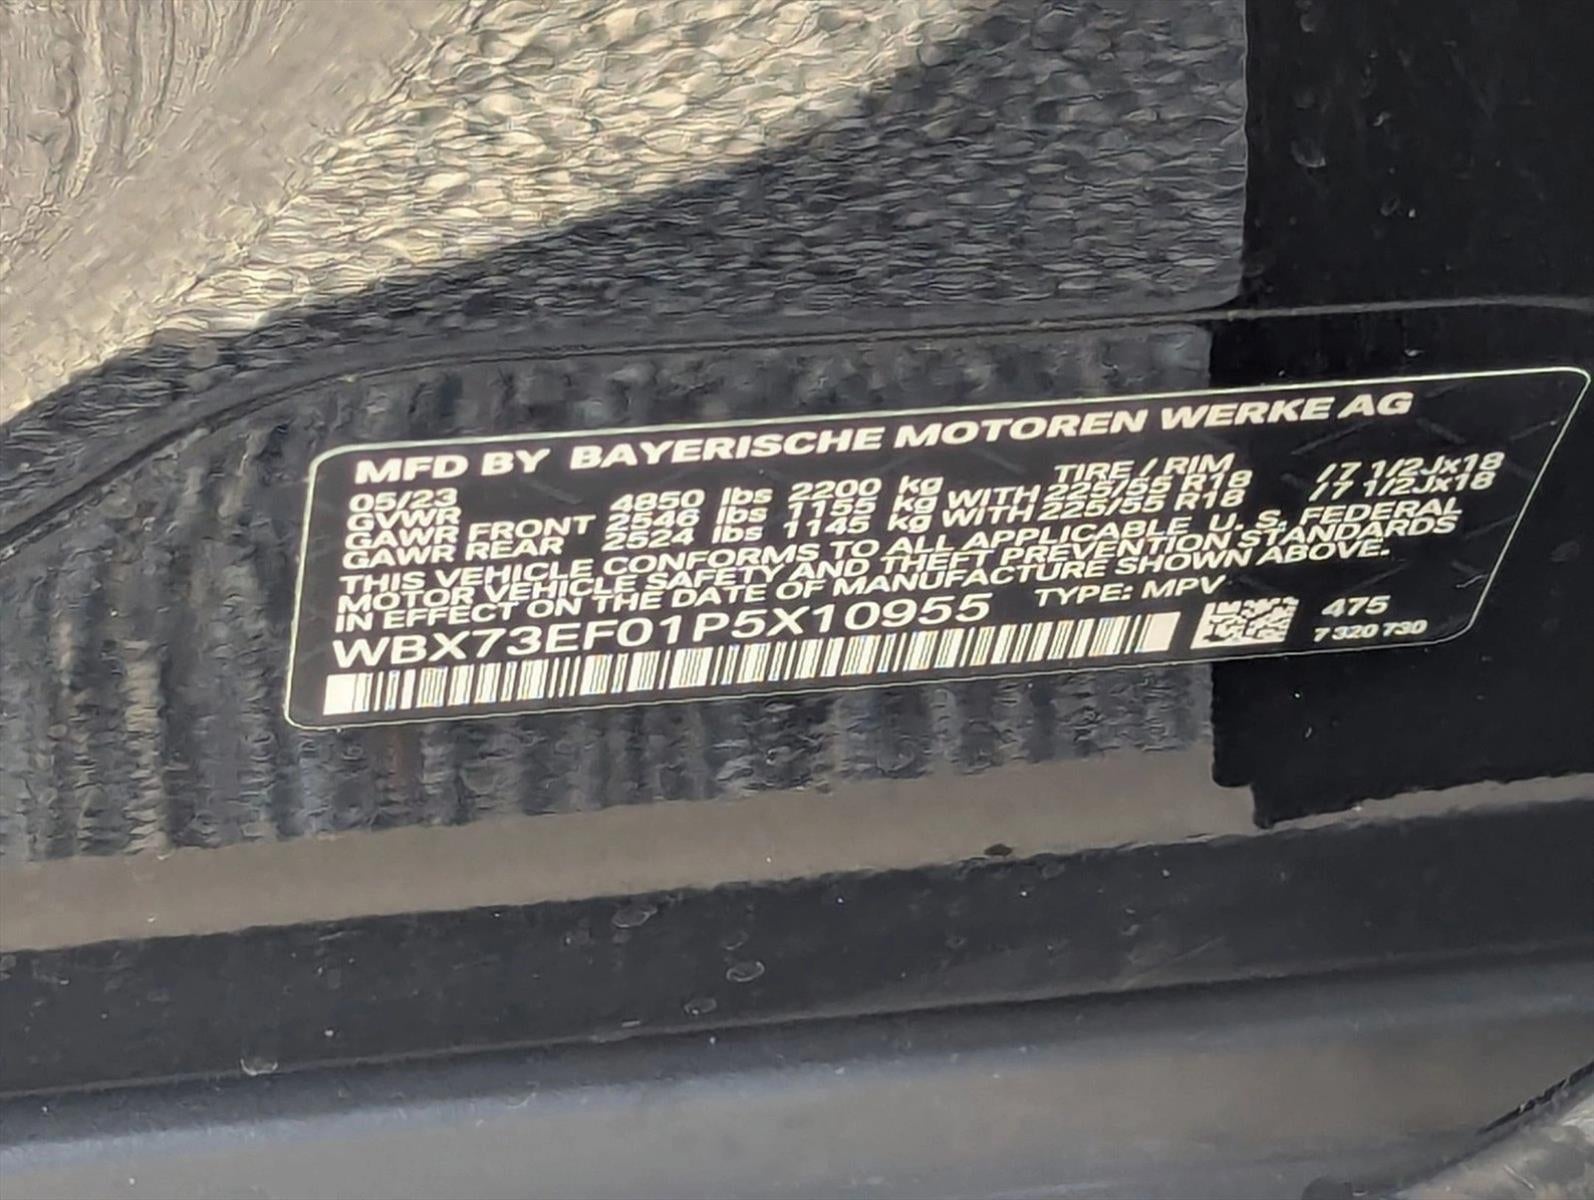 MFD BY BAYERISCHE MOTOREN WERKE AG
05/23 TIRE / RIM
GVWR 4850 lbs 2200 kg
GAWR FRONT 2546 lbs 1155 kg WITH 225/55 R18 /7 1/2Jx18
GAWR REAR 2524 lbs 1145 kg WITH 225/55 R18 /7 1/2Jx18
THIS VEHICLE CONFORMS TO ALL APPLICABLE U. S. FEDERAL
MOTOR VEHICLE SAFETY AND THEFT PREVENTION STANDARDS
IN EFFECT ON THE DATE OF MANUFACTURE SHOWN ABOVE.
WBX73EF01P5X10955 TYPE: MPV
475
7 320 730